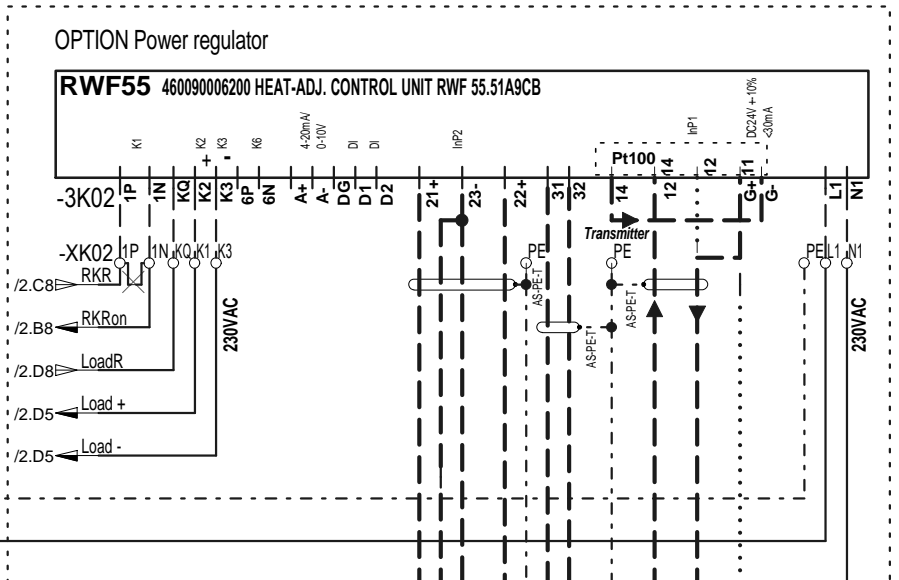 OPTION Power regulator
RWF55 460090006200 HEAT-ADJ. CONTROL UNIT RWF 55.51A9CB
K1
K2
K3
K6
4-20mA/
0-10V
DI
DI
InP2
InP1
DC24V +-10%
<30mA
+ -
Pt100
14
12
11
-3K02
1P
1N
KQ
K2
K3
6P
6N
A+
A-
DG
D1
D2
21+
23-
22+
31
32
14
12
G+
G-
L1
N1
Transmitter
-XK02 1P 1N KQ K1 K3
PE
PE
PE L1 N1
/2.C8 RKR
/2.B8 RKRon
/2.D8 LoadR
/2.D5 Load +
/2.D5 Load -
230VAC
AS-PE-T
AS-PE-T
AS-PE-T
230VAC